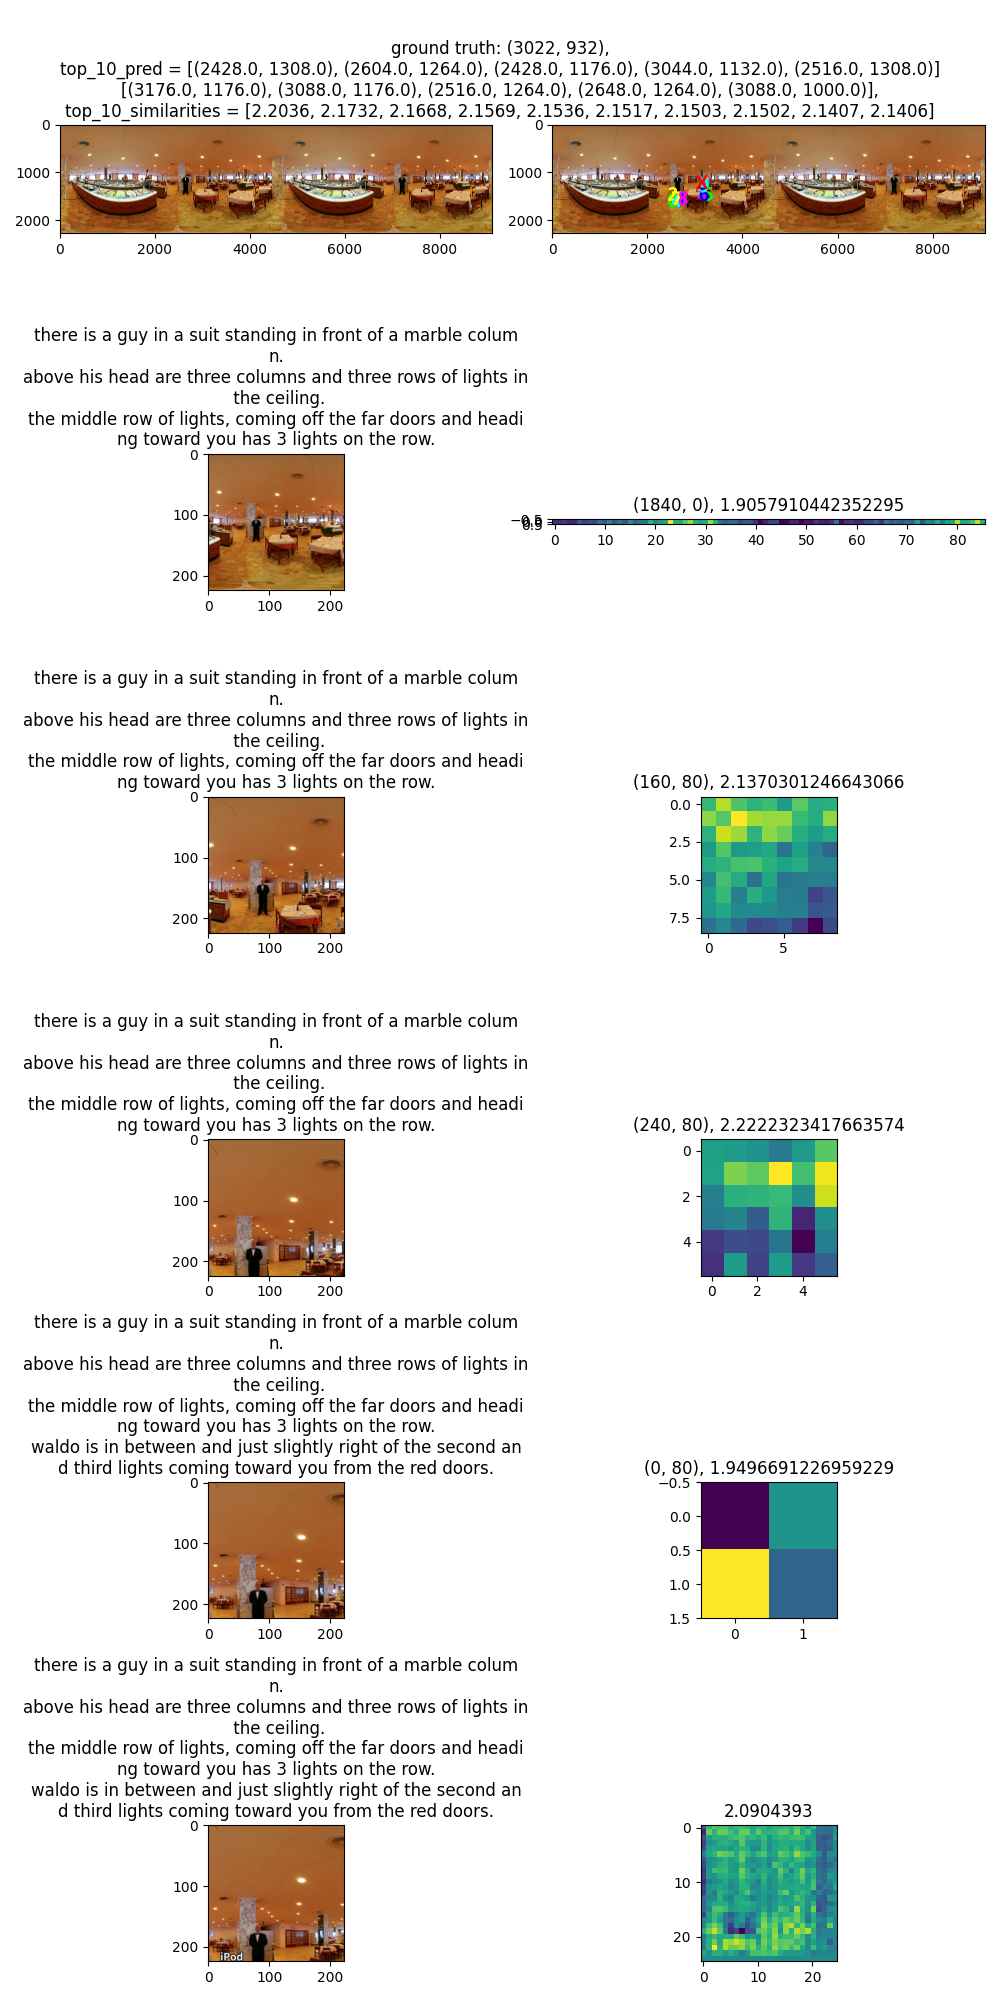 ground truth: (3022, 932),
top_10_pred = [(2428.0, 1308.0), (2604.0, 1264.0), (2428.0, 1176.0), (3044.0, 1132.0), (2516.0, 1308.0)]
[(3176.0, 1176.0), (3088.0, 1176.0), (2516.0, 1264.0), (2648.0, 1264.0), (3088.0, 1000.0)],
top_10_similarities = [2.2036, 2.1732, 2.1668, 2.1569, 2.1536, 2.1517, 2.1503, 2.1502, 2.1407, 2.1406]
0
1000
2000
0 2000 4000 6000 8000
0
1000
2000
0 2000 4000 6000 8000
there is a guy in a suit standing in front of a marble colum
n.
above his head are three columns and three rows of lights in
the ceiling.
the middle row of lights, coming off the far doors and headi
ng toward you has 3 lights on the row.
0
100
200
0 100 200
(1840, 0), 1.9057910442352295
0 10 20 30 40 50 60 70 80
there is a guy in a suit standing in front of a marble colum
n.
above his head are three columns and three rows of lights in
the ceiling.
the middle row of lights, coming off the far doors and headi
ng toward you has 3 lights on the row.
0
100
200
0 100 200
(160, 80), 2.1370301246643066
0.0
2.5
5.0
7.5
0 5
there is a guy in a suit standing in front of a marble colum
n.
above his head are three columns and three rows of lights in
the ceiling.
the middle row of lights, coming off the far doors and headi
ng toward you has 3 lights on the row.
0
100
200
0 100 200
(240, 80), 2.2222323417663574
0
2
4
0 2 4
there is a guy in a suit standing in front of a marble colum
n.
above his head are three columns and three rows of lights in
the ceiling.
the middle row of lights, coming off the far doors and headi
ng toward you has 3 lights on the row.
waldo is in between and just slightly right of the second an
d third lights coming toward you from the red doors.
0
100
200
0 100 200
(0, 80), 1.9496691226959229
−0.5
0.0
0.5
1.0
1.5
0 1
there is a guy in a suit standing in front of a marble colum
n.
above his head are three columns and three rows of lights in
the ceiling.
the middle row of lights, coming off the far doors and headi
ng toward you has 3 lights on the row.
waldo is in between and just slightly right of the second an
d third lights coming toward you from the red doors.
0
100
200
iPod
0 100 200
2.0904393
0
10
20
0 10 20